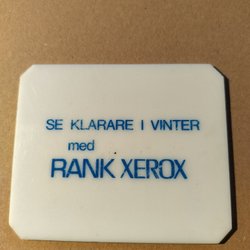 SE KLARARE I VINTER
med
RANK XEROX